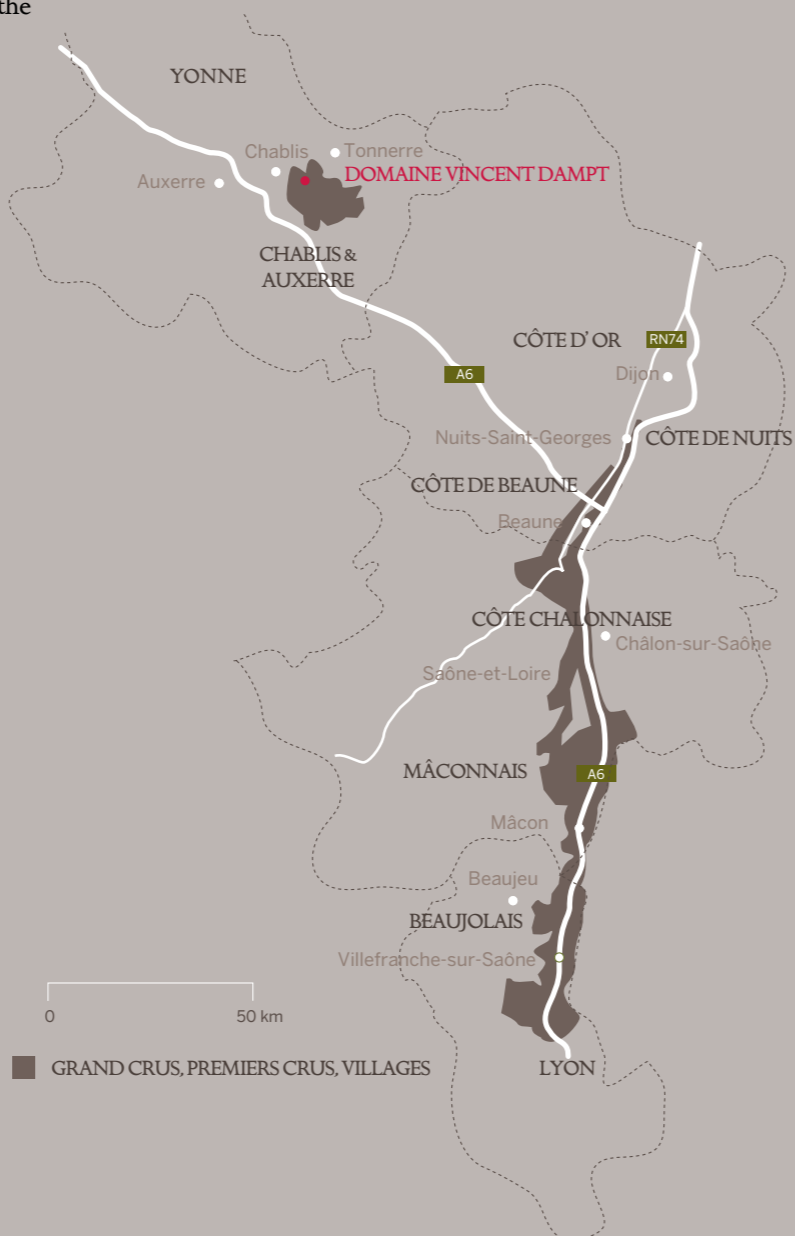 the
YONNE
Chablis
Tonnerre
Auxerre
DOMAINE VINCENT DAMPT
CHABLIS &
AUXERRE
CÔTE D' OR
RN74
A6
Dijon
Nuits-Saint-Georges
CÔTE DE NUITS
CÔTE DE BEAUNE
Beaune
CÔTE CHALONNAISE
Châlon-sur-Saône
Saône-et-Loire
MÂCONNAIS
A6
Mâcon
Beaujeu
BEAUJOLAIS
Villefranche-sur-Saône
0
50 km
GRAND CRUS, PREMIERS CRUS, VILLAGES
LYON